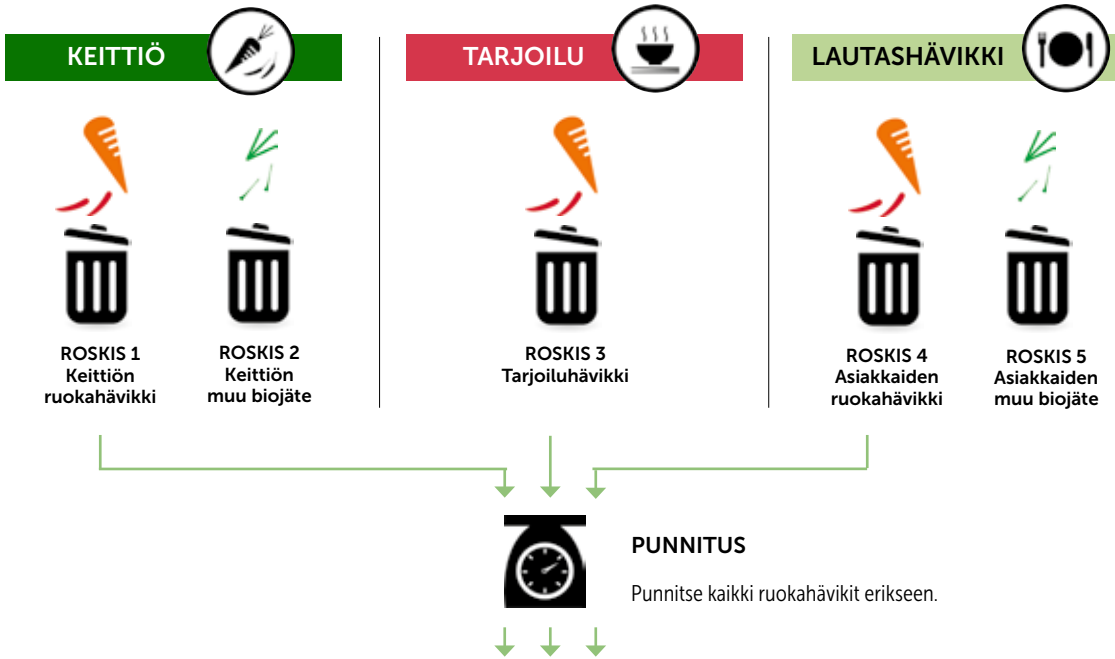 KEITTIÖ
TARJOILU
LAUTASHÄVIKKI
ROSKIS 1
Keittiön
ruokahävikki
ROSKIS 2
Keittiön
muu biojäte
ROSKIS 3
Tarjoiluhävikki
ROSKIS 4
Asiakkaiden
ruokahävikki
ROSKIS 5
Asiakkaiden
muu biojäte
PUNNITUS
Punnitse kaikki ruokahävikit erikseen.